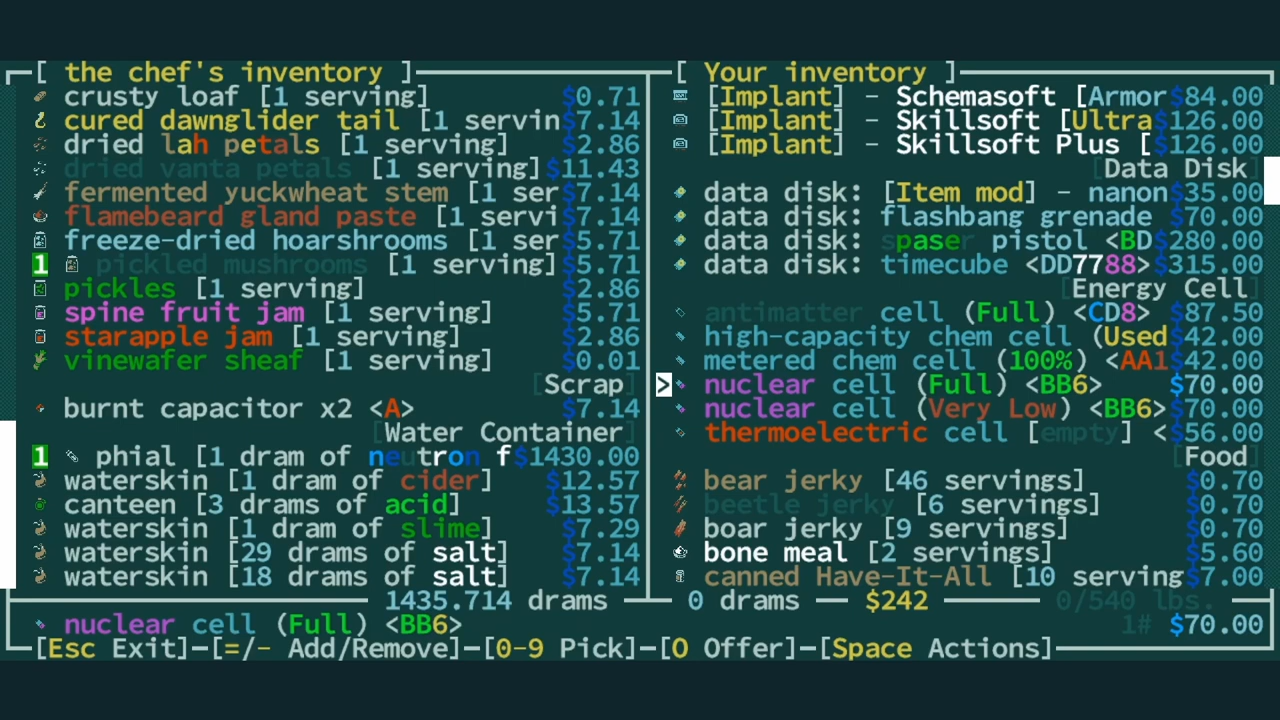 [ the chef's inventory ]
crusty loaf [1 serving] $0.71
cured dawnglider tail [1 servin$7.14
dried lah petals [1 serving] $2.86
dried vanta petals [1 serving]$11.43
fermented yuckwheat stem [1 ser$7.14
flamebeard gland paste [1 servi$7.14
freeze-dried hoarshrooms [1 ser$5.71
1 pickled mushrooms [1 serving]$5.71
pickles [1 serving] $2.86
spine fruit jam [1 serving] $5.71
starapple jam [1 serving] $2.86
vinewafer sheaf [1 serving] $0.01
[Scrap]
burnt capacitor x2 <A> $7.14
[Water Container]
1 phial [1 dram of neutron f$1430.00
waterskin [1 dram of cider] $12.57
canteen [3 drams of acid] $13.57
waterskin [1 dram of slime] $7.29
waterskin [29 drams of salt] $7.14
waterskin [18 drams of salt] $7.14
1435.714 drams
[ Your inventory ]
[Implant] - Schemasoft [Armor$84.00
[Implant] - Skillsoft [Ultra$126.00
[Implant] - Skillsoft Plus [$126.00
[Data Disk]
data disk: [Item mod] - nanon$35.00
data disk: flashbang grenade $70.00
data disk: spaser pistol <BD$280.00
data disk: timecube <DD7788>$315.00
[Energy Cell]
antimatter cell (Full) <CD8> $87.50
high-capacity chem cell (Used$42.00
metered chem cell (100%) <AA1$42.00
> nuclear cell (Full) <BB6> $70.00
nuclear cell (Very Low) <BB6>$70.00
thermoelectric cell [empty] <$56.00
[Food]
bear jerky [46 servings] $0.70
beetle jerky [6 servings] $0.70
boar jerky [9 servings] $0.70
bone meal [2 servings] $5.60
canned Have-It-All [10 serving$7.00
0 drams — $242 — 0/540 lbs.
nuclear cell (Full) <BB6> 1# $70.00
[Esc Exit]—[=/- Add/Remove]—[0-9 Pick]—[O Offer]—[Space Actions]